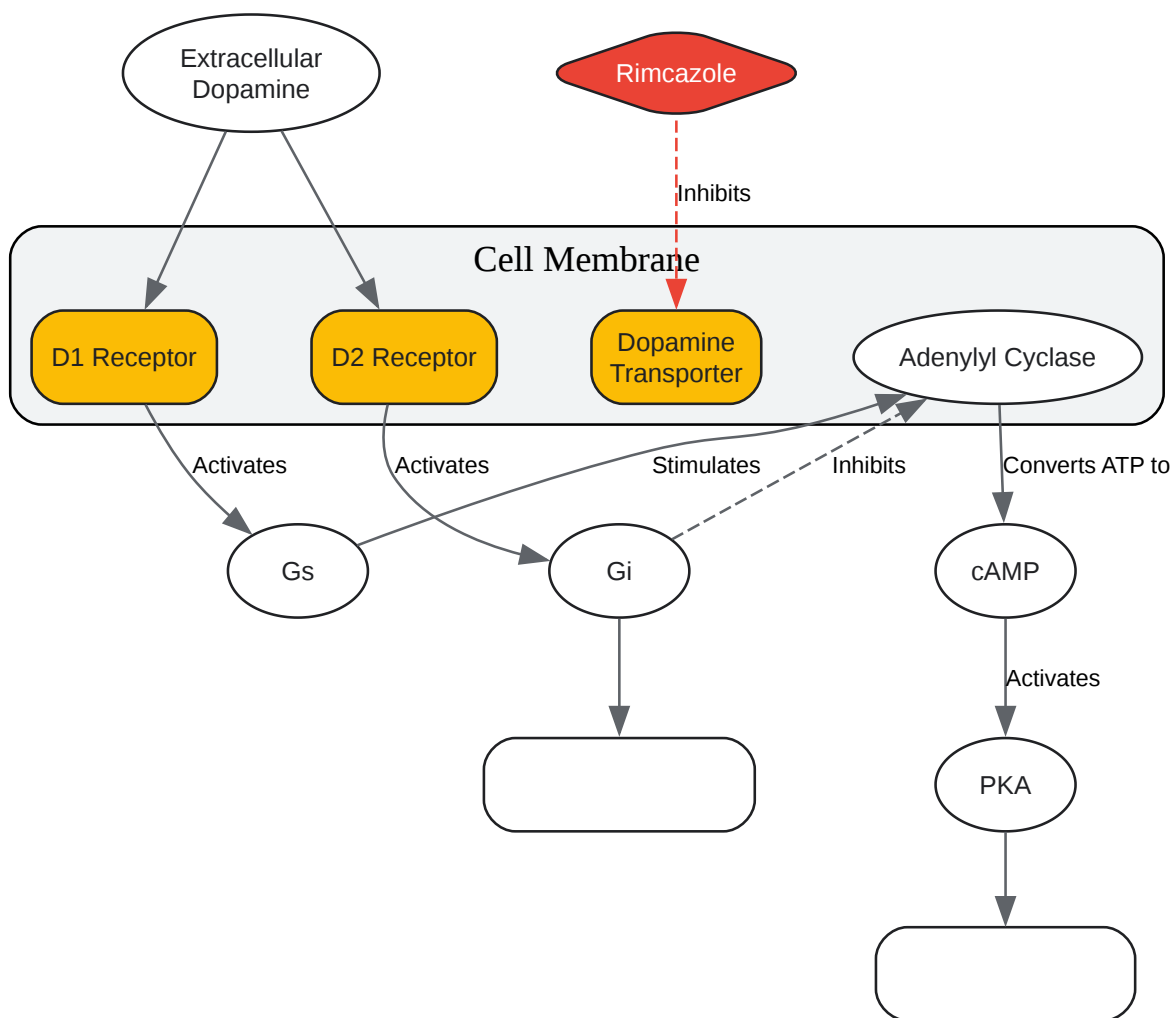 Extracellular
Dopamine
Rimcazole
Inhibits
Cell Membrane
D1 Receptor
D2 Receptor
Dopamine
Transporter
Adenylyl Cyclase
Activates
Activates
Stimulates
Inhibits
Converts ATP to
Gs
Gi
cAMP
Activates
PKA